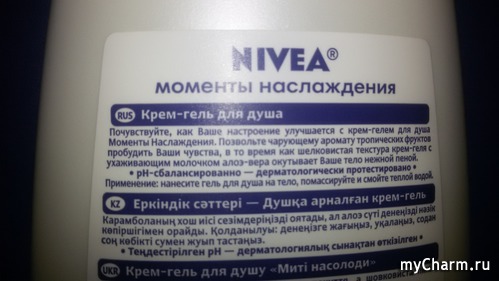 NIVEA®
моменты наслаждения
RUS Крем-гель для душа
Почувствуйте, как Ваше настроение улучшается с крем-гелем для душа
Моменты Наслаждения. Позвольте чарующему аромату тропических фруктов
пробудить Ваши чувства, в то время как шелковистая текстура крем-геля с
ухаживающим молочком алоэ-вера окутывает Ваше тело нежной пеной.
• pH-сбалансированно — дерматологически протестировано •
Применение: нанесите гель для душа на тело, помассируйте и смойте теплой водой.
KZ Еркіндік сәттері — Душқа арналған крем-гель
Карамболаның хош иісі сезімдеріңізді оятады, ал алоэ сүті денеңізді нәзік
көпіршігімен орайды. Қолданылуы: денеңізге жағыңыз, уқалаңыз, содан
соң көбікті сумен жуып тастаңыз.
• Теңдестірілген pH — дерматологиялық сынақтан өткізілген •
UKR Крем-гель для душу «Миті насолоди»
myCharm.ru